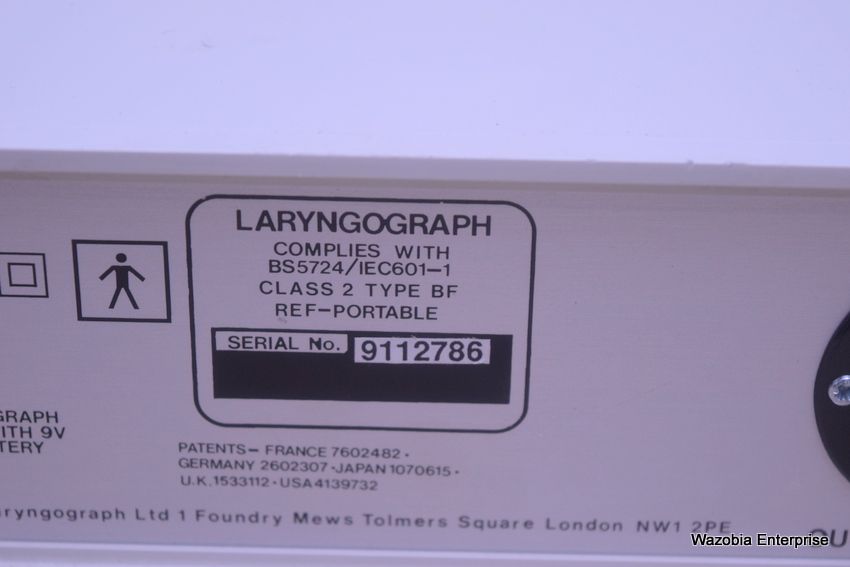 LARYNGOGRAPH
COMPLIES WITH
BS5724/IEC601-1
CLASS 2 TYPE BF
REF-PORTABLE
SERIAL No. 9112786
GRAPH
ITH 9V
TERY
PATENTS- FRANCE 7602482 ·
GERMANY 2602307 · JAPAN 1070615 ·
U.K. 1533112 · USA 4139732
aryngograph Ltd 1 Foundry Mews Tolmers Square London NW1 2PE
OU
Wazobia Enterprise